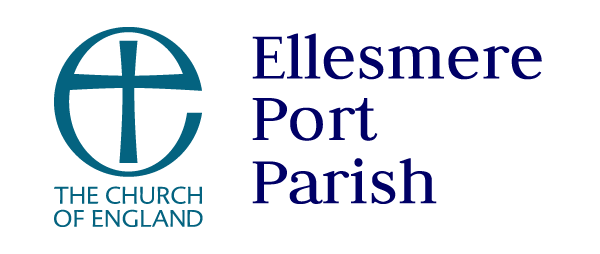 THE CHURCH
OF ENGLAND
Ellesmere
Port
Parish